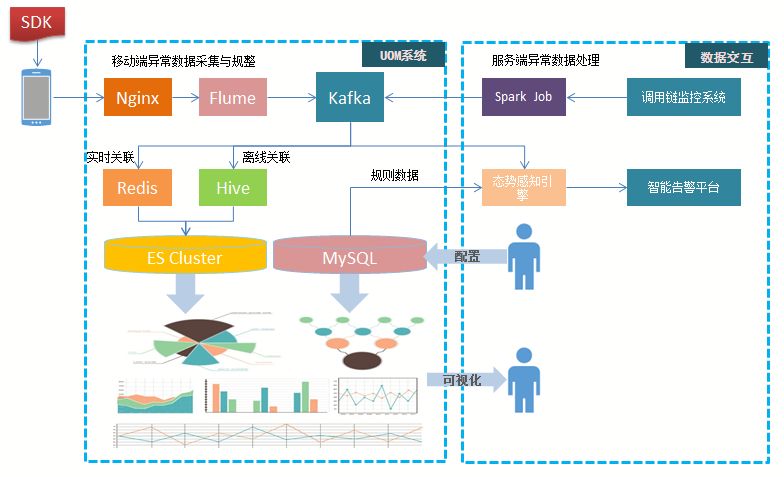 SDK
UOM系统
数据交互
移动端异常数据采集与规整
服务端异常数据处理
Nginx
Flume
Kafka
Spark Job
调用链监控系统
实时关联
离线关联
规则数据
Redis
Hive
态势感知引
擎
智能告警平台
ES Cluster
MySQL
配置
可视化